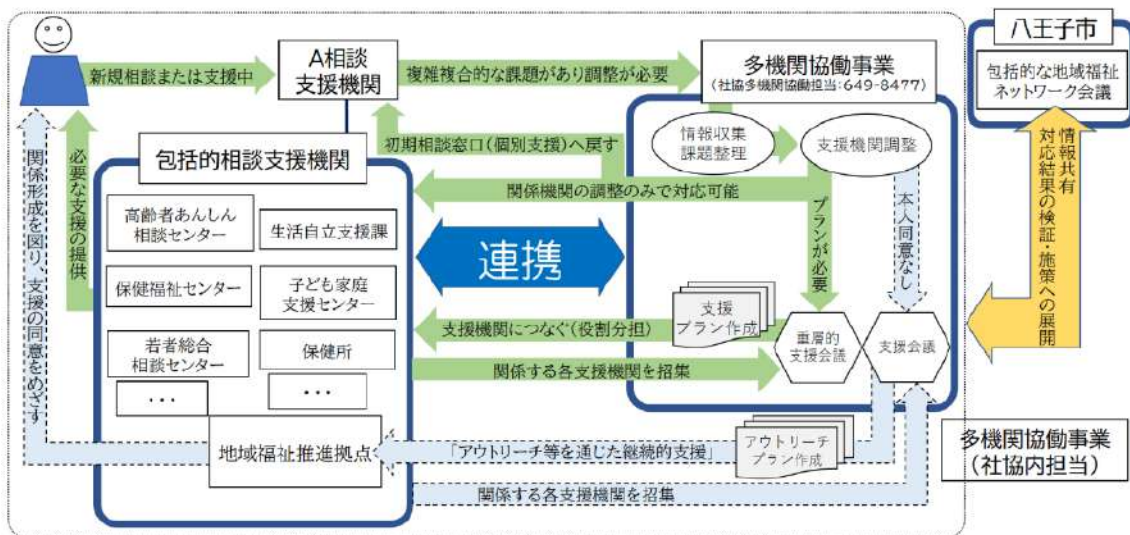 新規相談または支援中
A相談
支援機関
複雑複合的な課題があり調整が必要
多機関協働事業
(社協多機関協働担当:649-8477)
八王子市
包括的な地域福祉
ネットワーク会議
情報収集
課題整理
支援機関調整
初期相談窓口(個別支援)へ戻す
関係機関の調整のみで対応可能
包括的相談支援機関
高齢者あんしん
相談センター
生活自立支援課
保健福祉センター
子ども家庭
支援センター
若者総合
相談センター
保健所
・・・
・・・
地域福祉推進拠点
関係形成を図り、支援の同意をめざす
必要な支援の提供
連携
プランが必要
本人同意なし
情報共有
対応結果の検証・施策への展開
支援
プラン作成
支援機関につなぐ(役割分担)
重層的
支援会議
支援会議
関係する各支援機関を招集
「アウトリーチ等を通じた継続的支援」
アウトリーチ
プラン作成
関係する各支援機関を招集
多機関協働事業
(社協内担当)